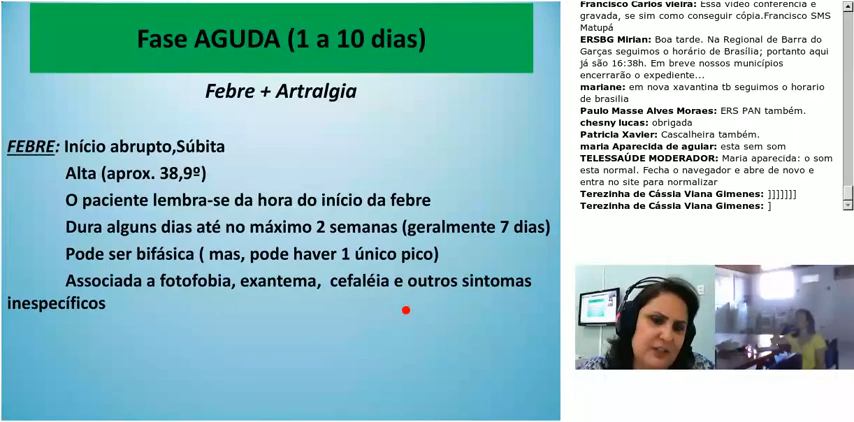 Fase AGUDA (1 a 10 dias)
Febre + Artralgia
FEBRE: Início abrupto,Súbita
Alta (aprox. 38,9º)
O paciente lembra-se da hora do início da febre
Dura alguns dias até no máximo 2 semanas (geralmente 7 dias)
Pode ser bifásica ( mas, pode haver 1 único pico)
Associada a fotofobia, exantema, cefaléia e outros sintomas
inespecíficos
Francisco Carlos vieira: Essa vídeo conferencia é
gravada, se sim como conseguir cópia.Francisco SMS
Matupá
ERSBG Mirian: Boa tarde. Na Regional de Barra do
Garças seguimos o horário de Brasília; portanto aqui
já são 16:38h. Em breve nossos municípios
encerrarão o expediente...
mariane: em nova xavantina tb seguimos o horario
de brasilia
Paulo Masse Alves Moraes: ERS PAN também.
chesny lucas: obrigada
Patricia Xavier: Cascalheira também.
maria Aparecida de aguiar: esta sem som
TELESSAÚDE MODERADOR: Maria aparecida: o som
esta normal. Fecha o navegador e abre de novo e
entra no site para normalizar
Terezinha de Cássia Viana Gimenes: ]]]]]]]
Terezinha de Cássia Viana Gimenes: ]